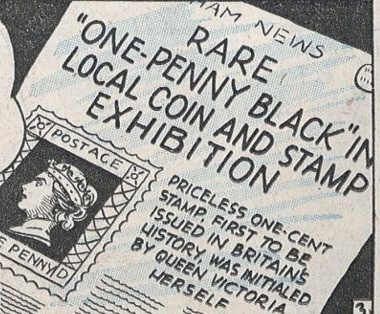 HAM NEWS
RARE
"ONE-PENNY BLACK" IN
LOCAL COIN AND STAMP
EXHIBITION
POSTAGE
PENNY
PRICELESS ONE-CENT
STAMP, FIRST TO BE
ISSUED IN BRITAIN'S
HISTORY, WAS INITIALED
BY QUEEN VICTORIA
HERSELF
3